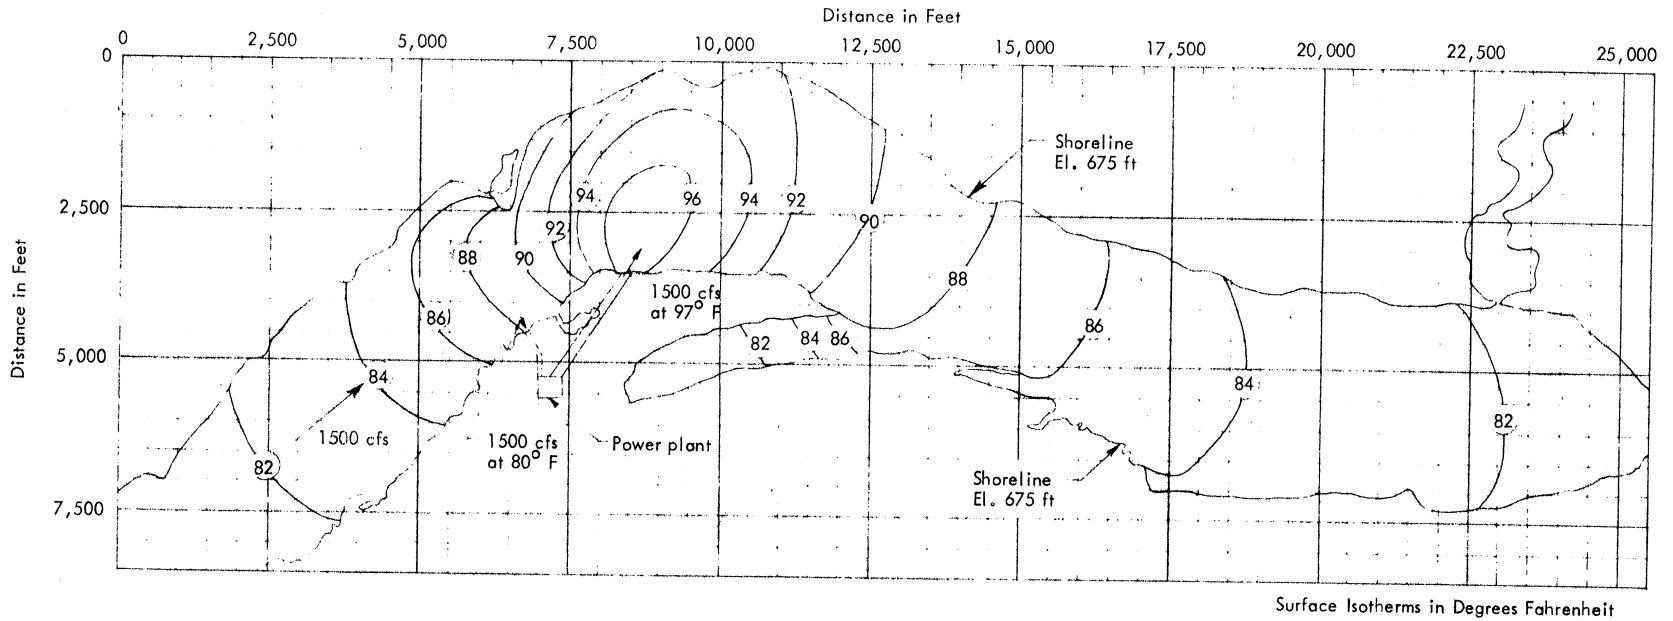 Distance in Feet
0 2,500 5,000 7,500 10,000 12,500 15,000 17,500 20,000 22,500 25,000
0
Shoreline
El. 675 ft
94 96 94 92
2,500
90
92
88 90
88
1500 cfs
at 97° F
86
86
82 84 86
Distance in Feet
5,000
84
84
82
1500 cfs
1500 cfs
at 80° F
Power plant
82
Shoreline
El. 675 ft
7,500
Surface Isotherms in Degrees Fahrenheit